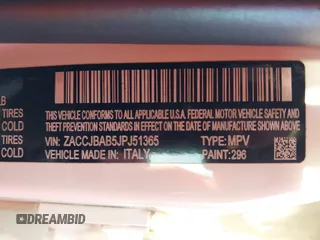 LB
TIRES
COLD
TIRES
COLD
THIS VEHICLE CONFORMS TO ALL APPLICABLE U.S.A. FEDERAL MOTOR
VEHICLE SAFETY, BUMPER, AND THEFT PREVENTION STANDARDS IN
EFFECT ON THE DATE OF MANUFACTURE SHOWN ABOVE.
VIN: ZACCJBAB5JPJ51365 TYPE: MPV
VEHICLE MADE IN: ITALY PAINT: 296
DREAMBID